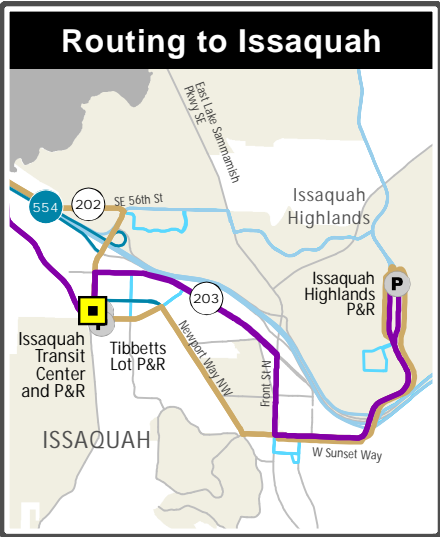 Routing to Issaquah
East Lake Sammamish
Pkwy SE
554
202
SE 56th St
Issaquah
Highlands
Issaquah
Highlands
P&R
P
203
Issaquah
Transit
Center
and P&R
P
Tibbetts
Lot P&R
Newport Way NW
Front St N
ISSAQUAH
W Sunset Way